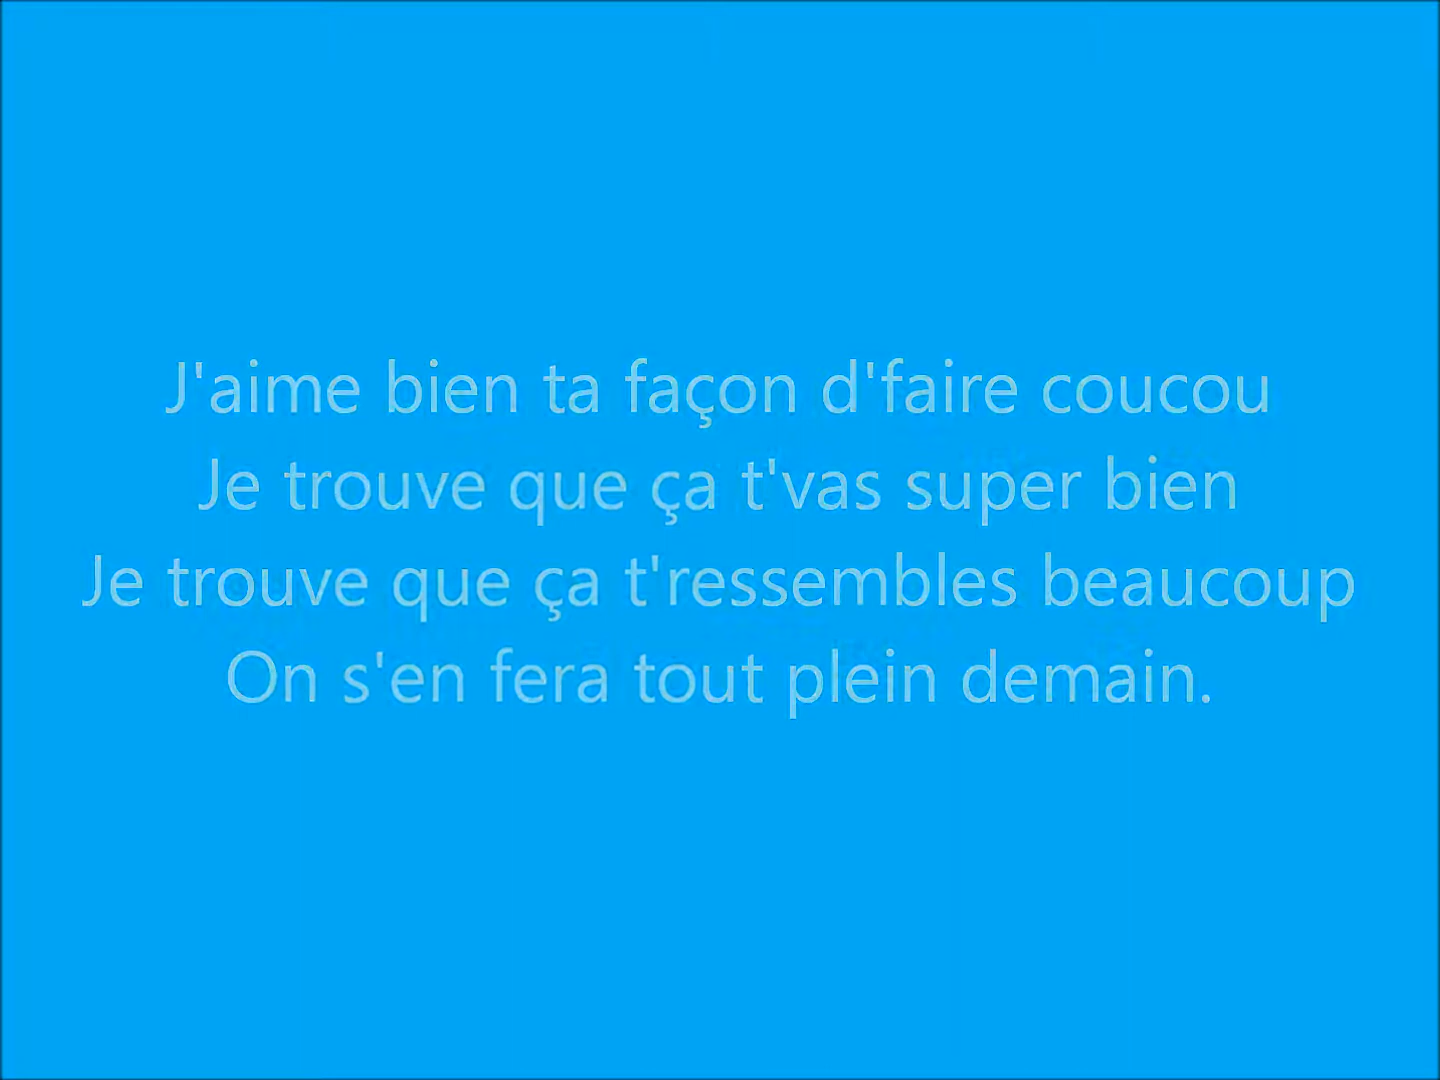 J'aime bien ta façon d'faire coucou
Je trouve que ça t'vas super bien
Je trouve que ça t'ressembles beaucoup
On s'en fera tout plein demain.